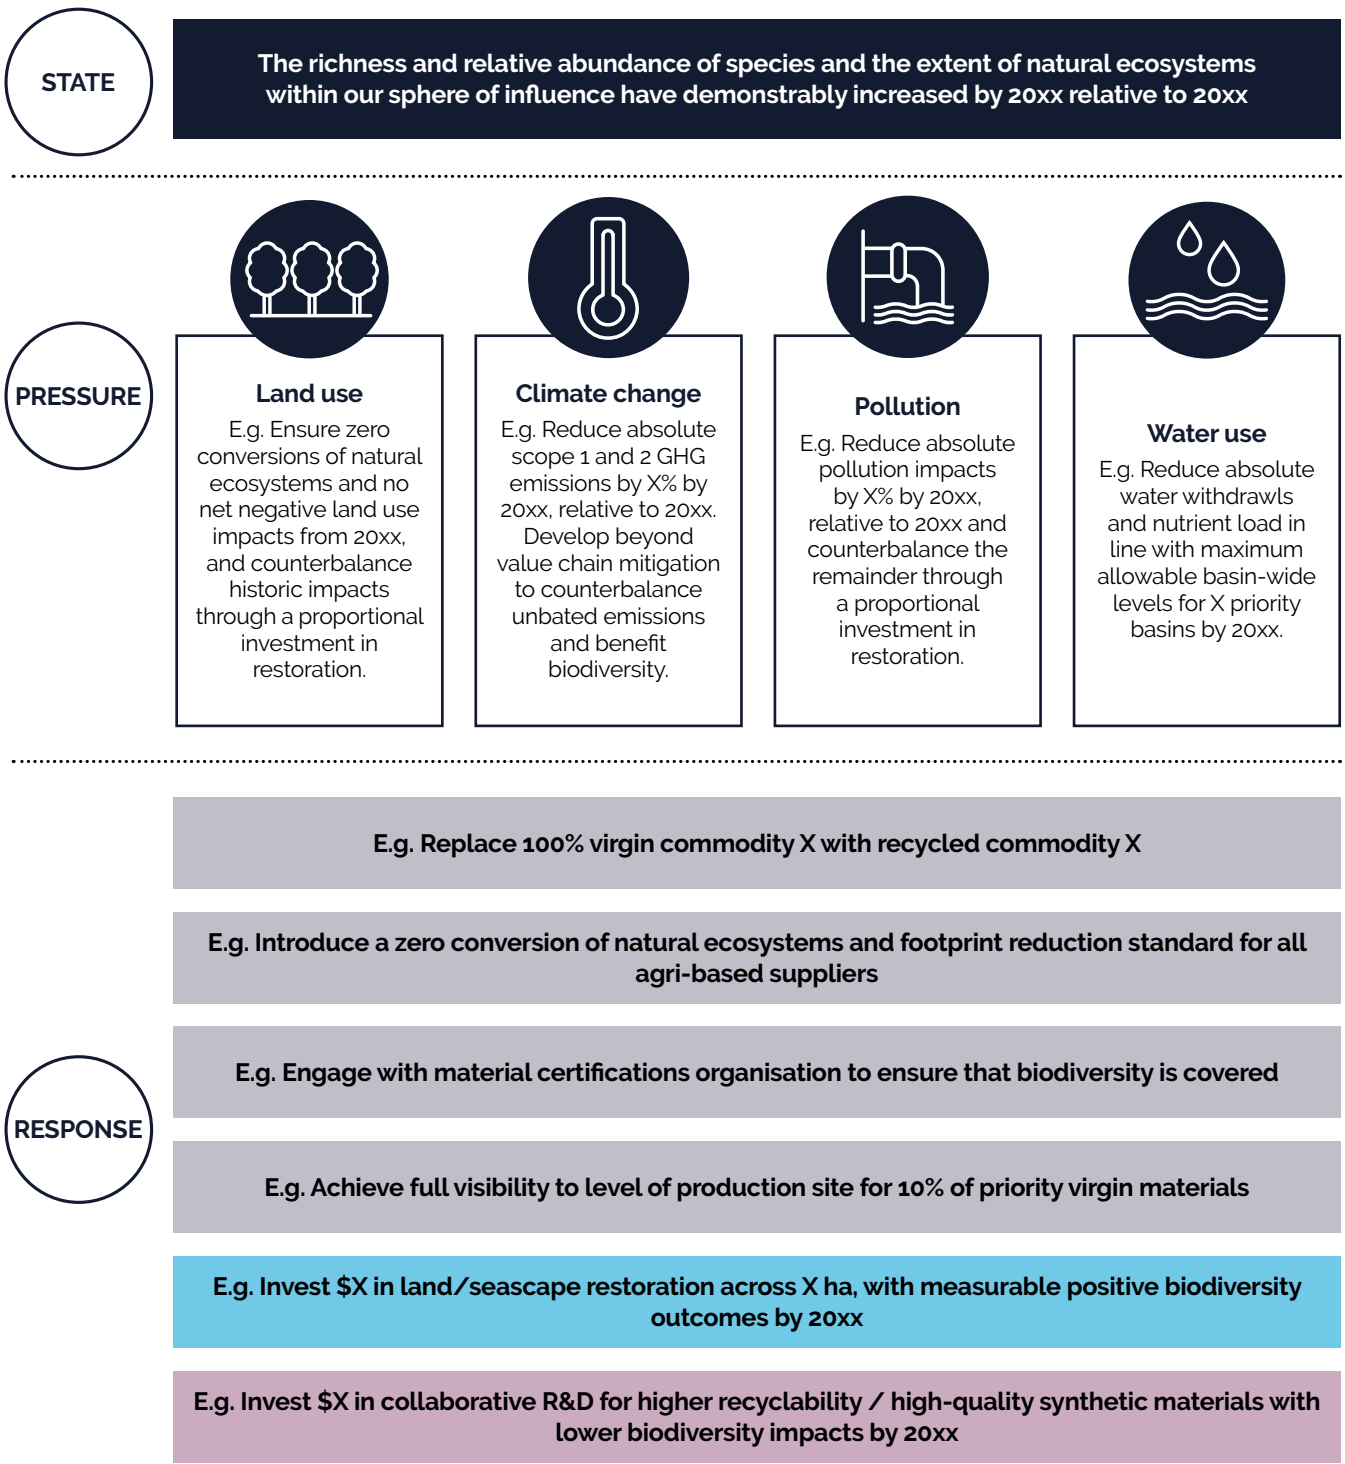 STATE
The richness and relative abundance of species and the extent of natural ecosystems
within our sphere of influence have demonstrably increased by 20xx relative to 20xx
PRESSURE
Land use
E.g. Ensure zero
conversions of natural
ecosystems and no
net negative land use
impacts from 20xx,
and counterbalance
historic impacts
through a proportional
investment in
restoration.
Climate change
E.g. Reduce absolute
scope 1 and 2 GHG
emissions by X% by
20xx, relative to 20xx.
Develop beyond
value chain mitigation
to counterbalance
unbated emissions
and benefit
biodiversity.
Pollution
E.g. Reduce absolute
pollution impacts
by X% by 20xx,
relative to 20xx and
counterbalance the
remainder through
a proportional
investment in
restoration.
Water use
E.g. Reduce absolute
water withdrawls
and nutrient load in
line with maximum
allowable basin-wide
levels for X priority
basins by 20xx.
RESPONSE
E.g. Replace 100% virgin commodity X with recycled commodity X
E.g. Introduce a zero conversion of natural ecosystems and footprint reduction standard for all
agri-based suppliers
E.g. Engage with material certifications organisation to ensure that biodiversity is covered
E.g. Achieve full visibility to level of production site for 10% of priority virgin materials
E.g. Invest $X in land/seascape restoration across X ha, with measurable positive biodiversity
outcomes by 20xx
E.g. Invest $X in collaborative R&D for higher recyclability / high-quality synthetic materials with
lower biodiversity impacts by 20xx